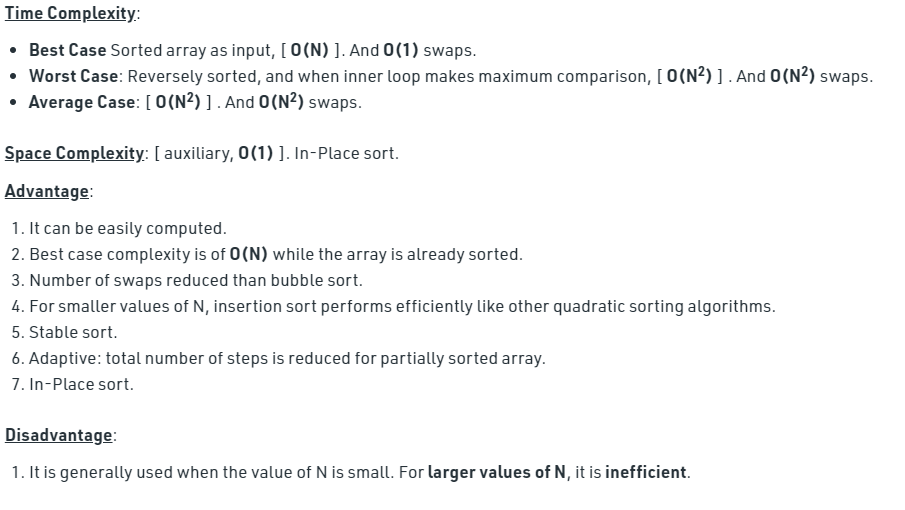 Time Complexity:
• Best Case Sorted array as input, [ O(N) ]. And O(1) swaps.
• Worst Case: Reversely sorted, and when inner loop makes maximum comparison, [ O(N²) ] . And O(N²) swaps.
• Average Case: [ O(N²) ] . And O(N²) swaps.
Space Complexity: [ auxiliary, O(1) ]. In-Place sort.
Advantage:
1. It can be easily computed.
2. Best case complexity is of O(N) while the array is already sorted.
3. Number of swaps reduced than bubble sort.
4. For smaller values of N, insertion sort performs efficiently like other quadratic sorting algorithms.
5. Stable sort.
6. Adaptive: total number of steps is reduced for partially sorted array.
7. In-Place sort.
Disadvantage:
1. It is generally used when the value of N is small. For larger values of N, it is inefficient.